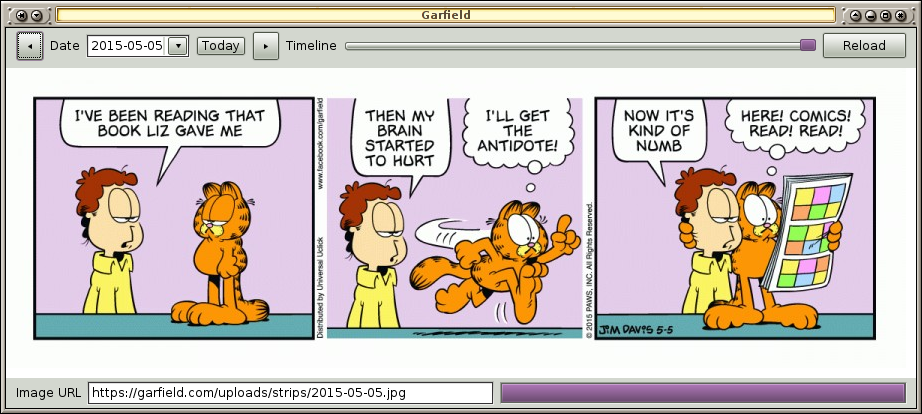 Garfield
Date 2015-05-05 Today Timeline Reload
I'VE BEEN READING THAT
BOOK LIZ GAVE ME
Distributed by Universal Uclick
www.facebook.com/garfield
THEN MY
BRAIN
STARTED
TO HURT
I'LL GET
THE
ANTIDOTE!
© 2015 PAWS, INC. All Rights Reserved.
NOW IT'S
KIND OF
NUMB
HERE! COMICS!
READ! READ!
JIM DAVIS 5-5
Image URL https://garfield.com/uploads/strips/2015-05-05.jpg